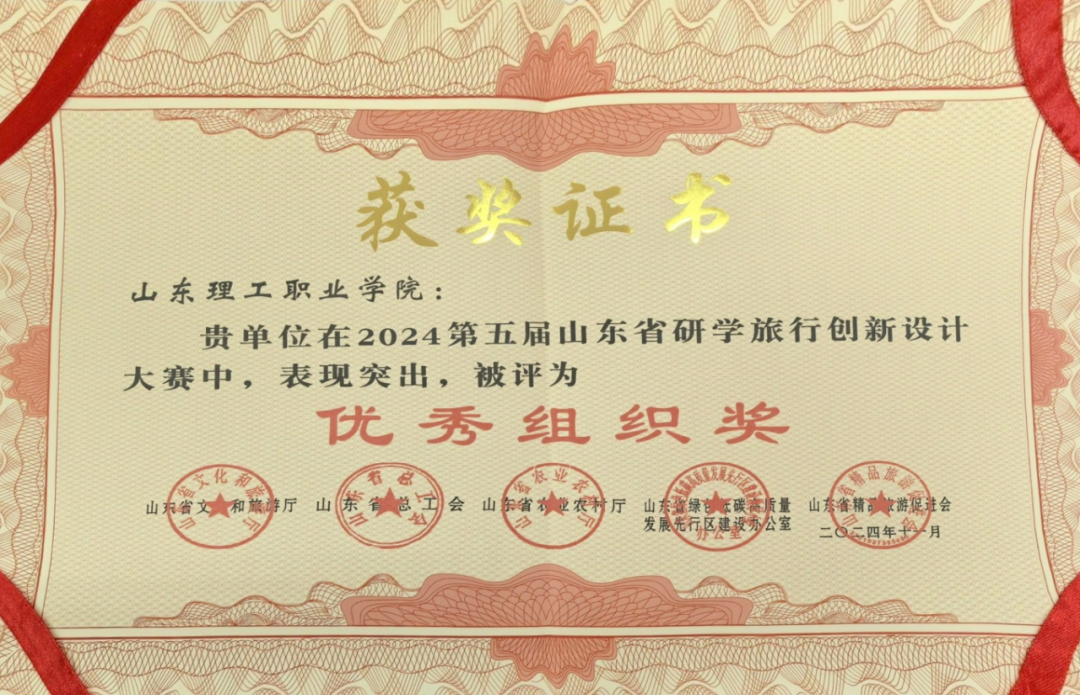 获奖证书
山东理工职业学院：
贵单位在2024第五届山东省研学旅行创新设计
大赛中，表现突出，被评为
优秀组织奖
山东省文化和旅游厅 山东省总工会 山东省农业农村厅 山东省绿色低碳高质量 山东省精品旅游促进会
发展先行区建设办公室 二〇二四年十一月